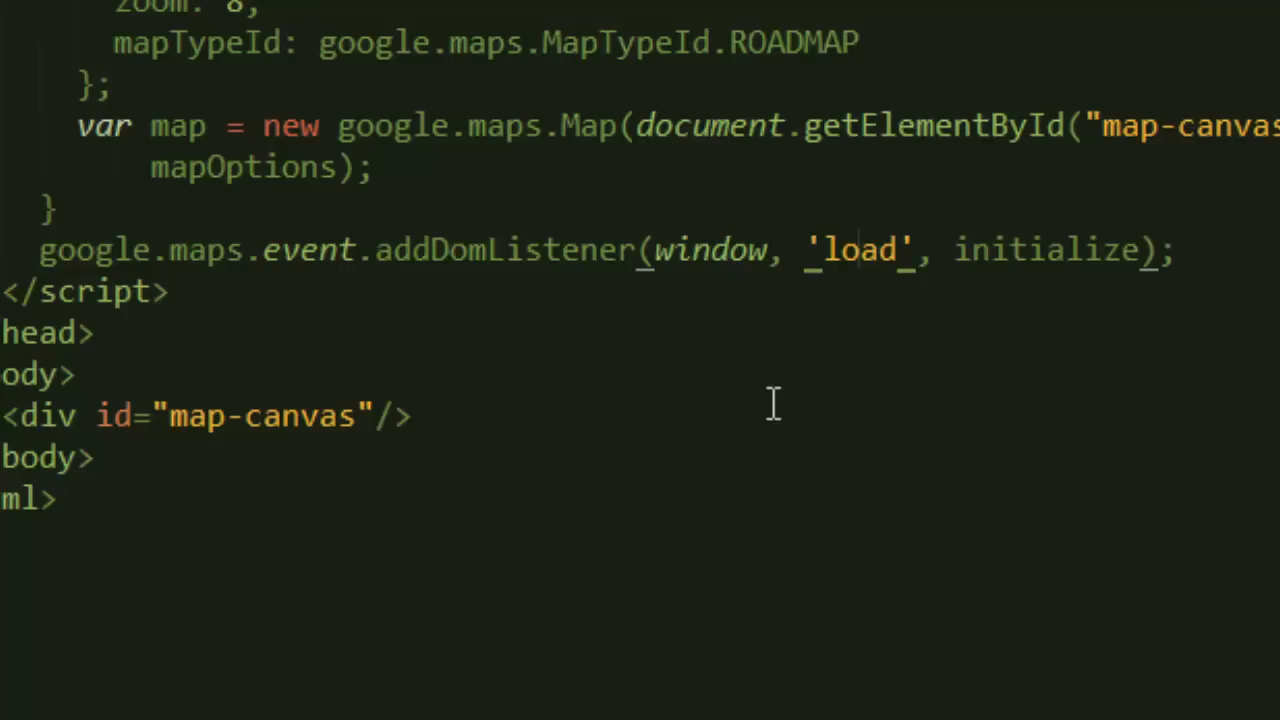 zoom: 8,
mapTypeId: google.maps.MapTypeId.ROADMAP
};
var map = new google.maps.Map(document.getElementById("map-canvas
mapOptions);
}
google.maps.event.addDomListener(window, 'load', initialize);
</script>
head>
ody>
<div id="map-canvas"/>
body>
ml>